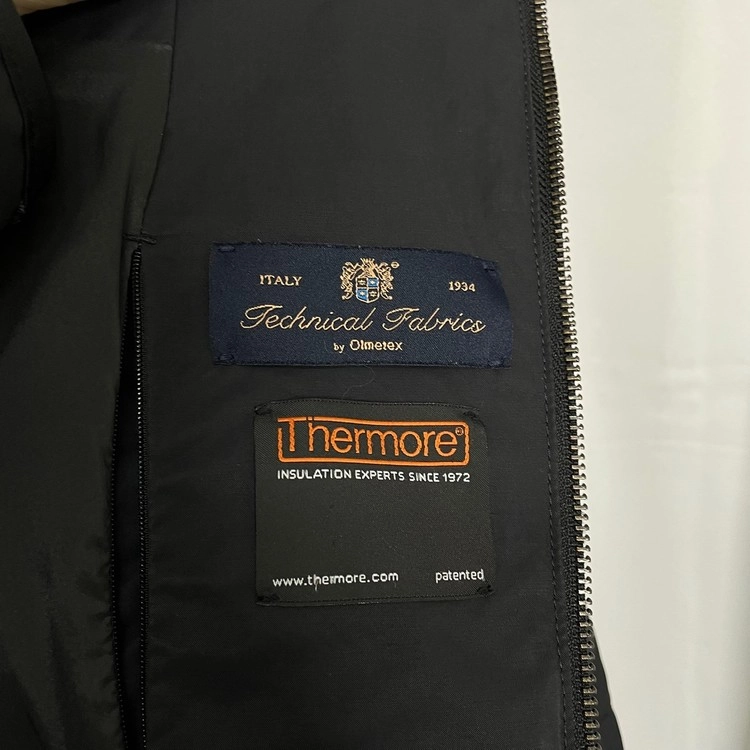 ITALY 1934
Technical Fabrics
by Olmetex
Thermore®
INSULATION EXPERTS SINCE 1972
www.thermore.com patented